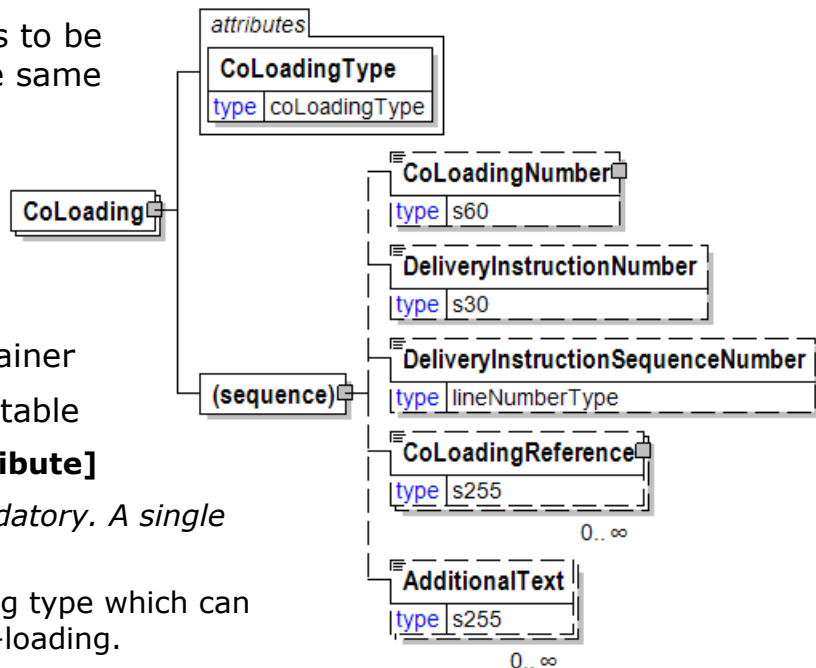 s to be
e same
ainer
table
ibute]
datory. A single
g type which can
-loading.
attributes
CoLoadingType
type coLoadingType
CoLoading
(sequence)
CoLoadingNumber
type s60
DeliveryInstructionNumber
type s30
DeliveryInstructionSequenceNumber
type lineNumberType
CoLoadingReference
type s255
0.. ∞
AdditionalText
type s255
0.. ∞